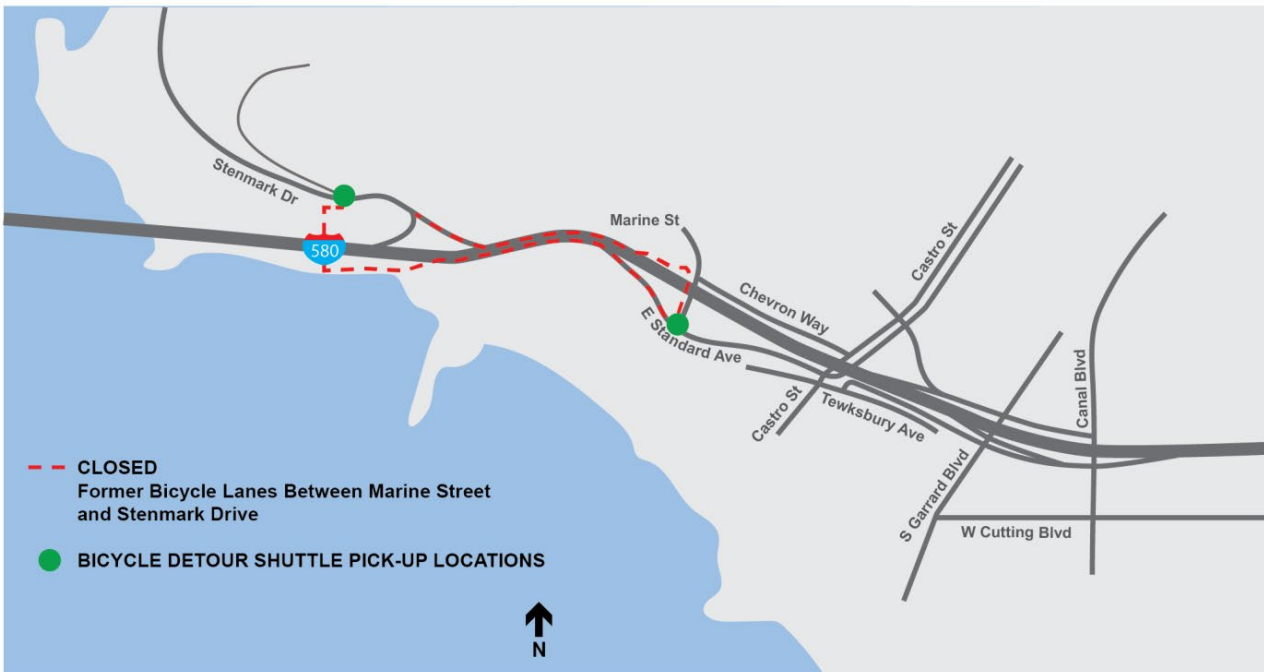 Stenmark Dr
580
Marine St
Chevron Way
Castro St
E Standard Ave
Castro St
Tewksbury Ave
Canal Blvd
S Garrard Blvd
W Cutting Blvd
CLOSED
Former Bicycle Lanes Between Marine Street
and Stenmark Drive
BICYCLE DETOUR SHUTTLE PICK-UP LOCATIONS
N